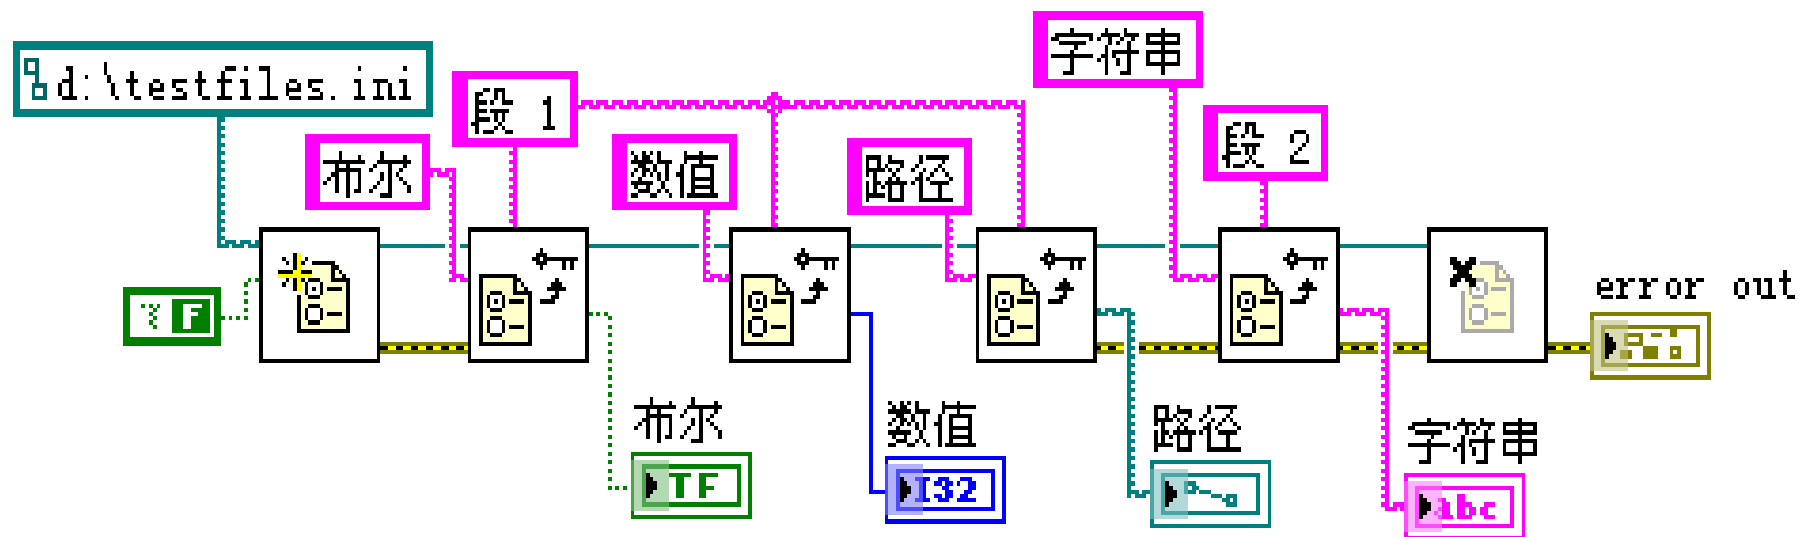 字符串
d:\testfiles.ini
段 1
段 2
布尔
数值
路径
F
error out
布尔
数值
路径
字符串
TF
I32
abc